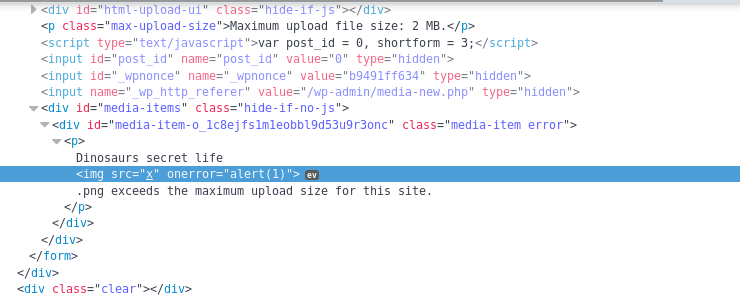 <div id="html-upload-ui" class="hide-if-js"></div>
<p class="max-upload-size">Maximum upload file size: 2 MB.</p>
<script type="text/javascript">var post_id = 0, shortform = 3;</script>
<input id="post_id" name="post_id" value="0" type="hidden">
<input id="_wpnonce" name="_wpnonce" value="b9491ff634" type="hidden">
<input name="_wp_http_referer" value="/wp-admin/media-new.php" type="hidden">
<div id="media-items" class="hide-if-no-js">
<div id="media-item-o_1c8ejfs1m1eobbl9d53u9r3onc" class="media-item error">
<p>
Dinosaurs secret life
<img src="x" onerror="alert(1)"> ev
.png exceeds the maximum upload size for this site.
</p>
</div>
</div>
</form>
</div>
<div class="clear"></div>